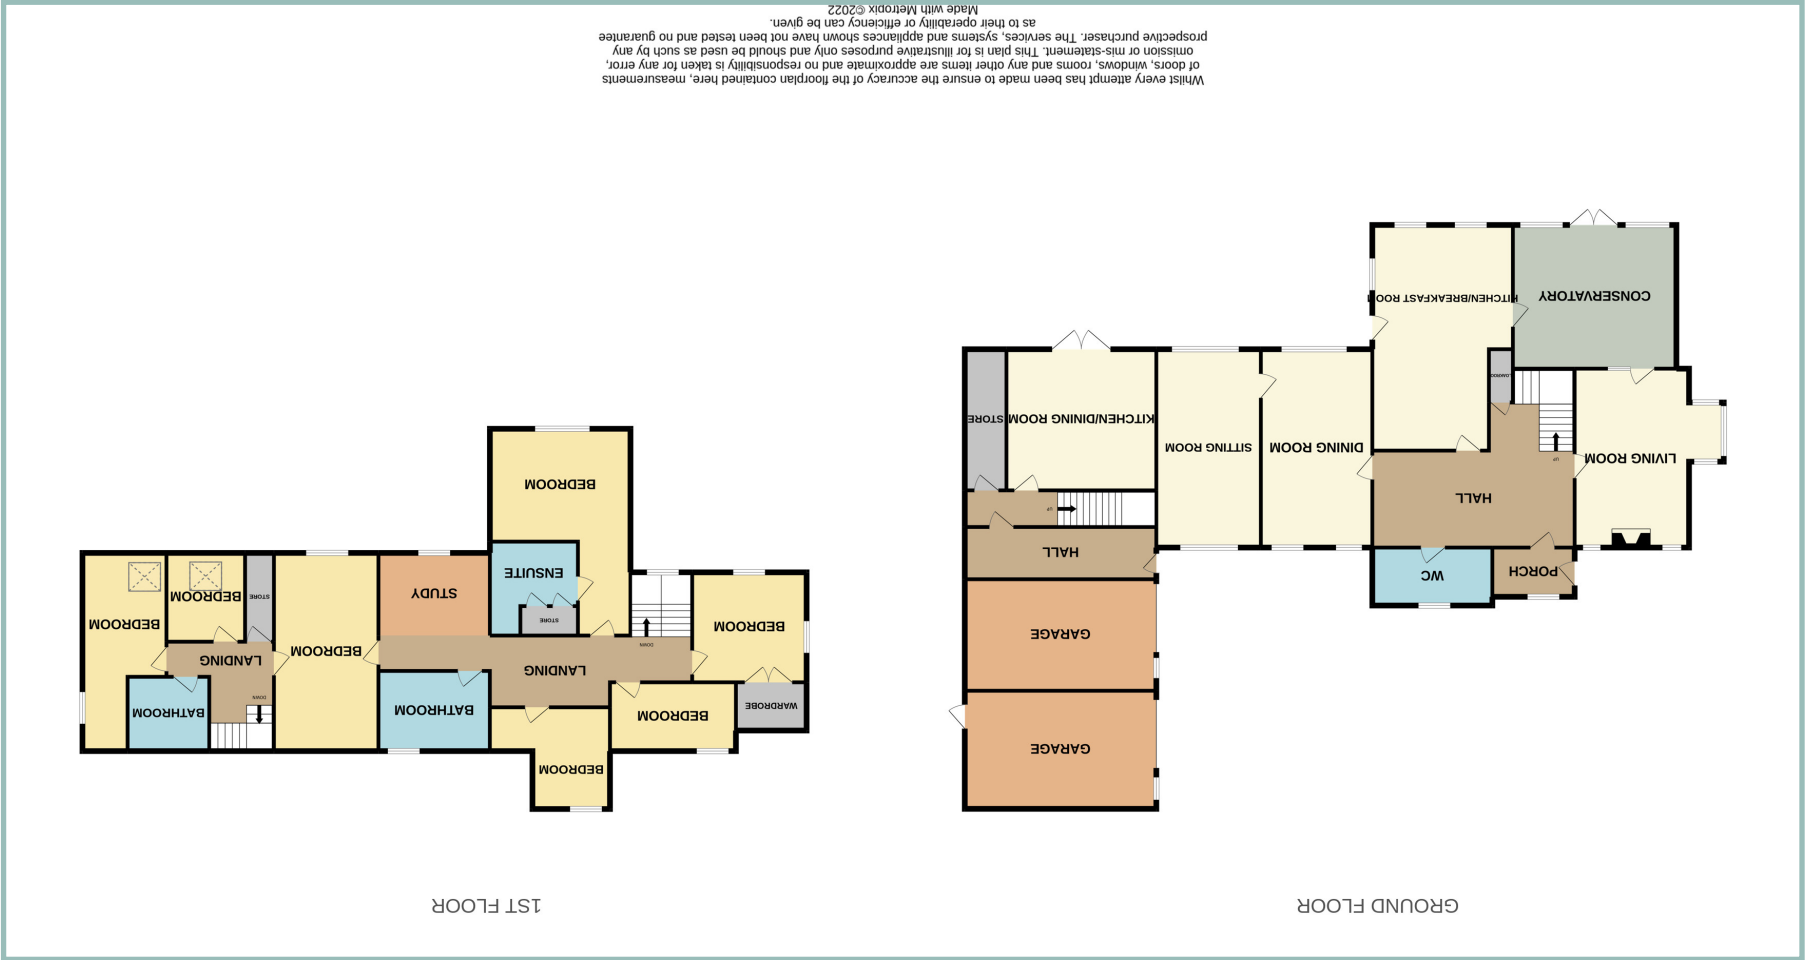 GROUND FLOOR
1ST FLOOR
GARAGE
GARAGE
PORCH
WC
HALL
HALL
UP
LIVING ROOM
UP
DINING ROOM
SITTING ROOM
KITCHEN/DINING ROOM
STORE
CONSERVATORY
KITCHEN/BREAKFAST ROOM
BEDROOM
WARDROBE
BEDROOM
BATHROOM
BATHROOM
DOWN
LANDING
DOWN
LANDING
BEDROOM
BEDROOM
BEDROOM
STORE
ENSUITE
STUDY
STORE
BEDROOM
BEDROOM
Whilst every attempt has been made to ensure the accuracy of the floorplan contained here, measurements
of doors, windows, rooms and any other items are approximate and no responsibility is taken for any error,
omission or mis-statement. This plan is for illustrative purposes only and should be used as such by any
prospective purchaser. The services, systems and appliances shown have not been tested and no guarantee
as to their operability or efficiency can be given.
Made with Metropix ©2022